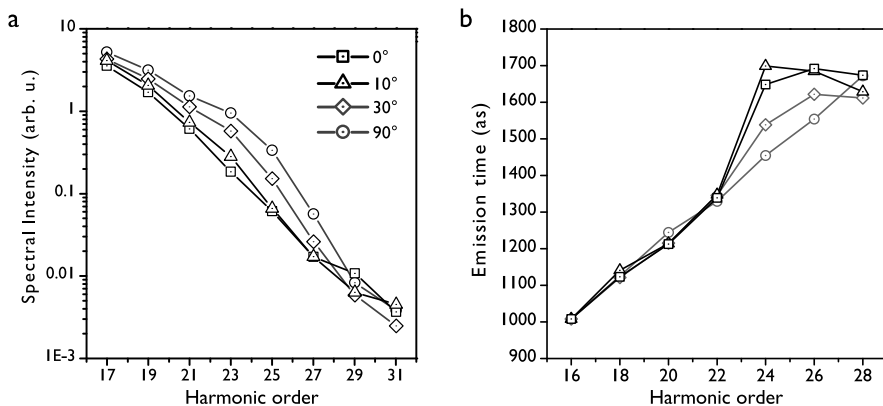 a
Spectral Intensity (arb. u.)
10
1
0.1
0.01
1E-3
0°
10°
30°
90°
17 19 21 23 25 27 29 31
Harmonic order
b
Emission time (as)
1800
1700
1600
1500
1400
1300
1200
1100
1000
900
16 18 20 22 24 26 28
Harmonic order